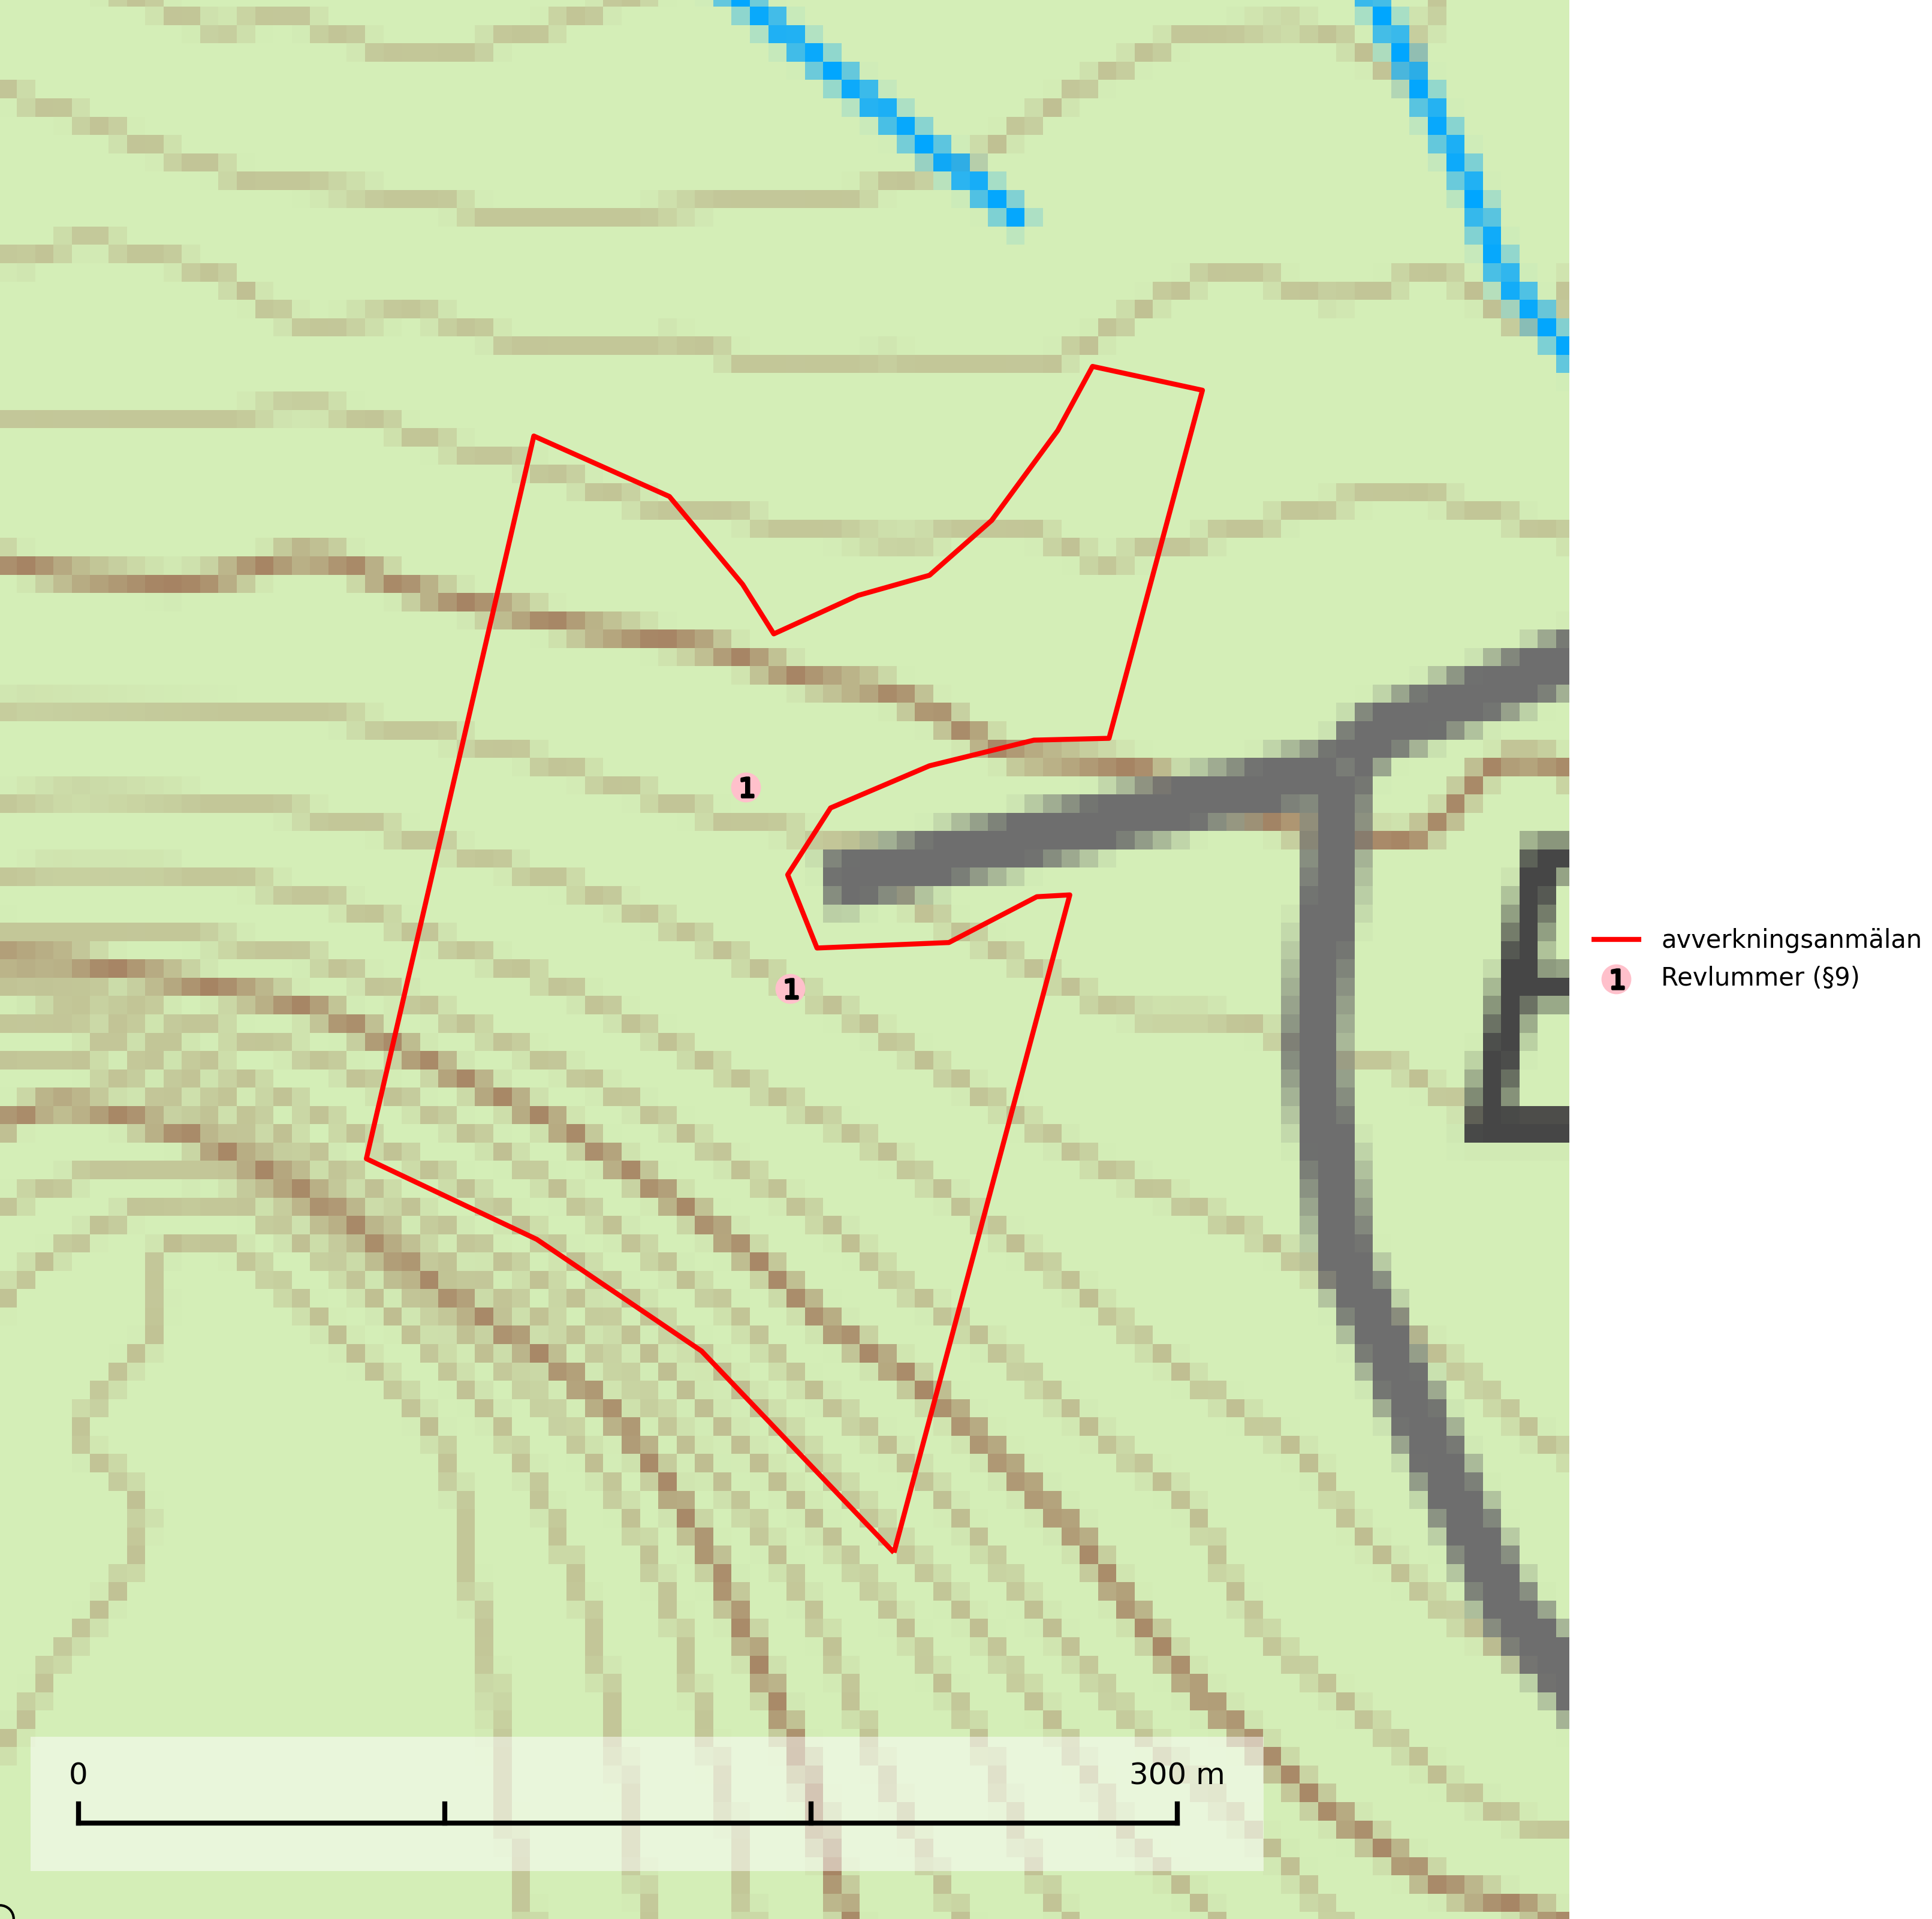 1
1
avverkningsanmälan
1 Revlummer (§9)
0 300 m